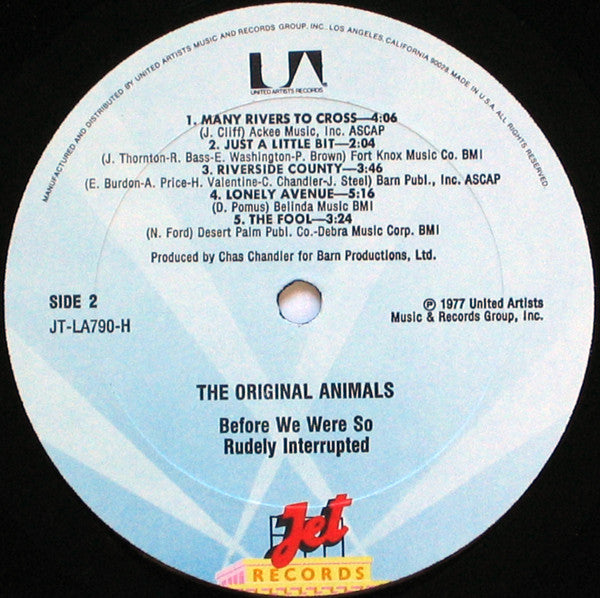 MANUFACTURED AND DISTRIBUTED BY UNITED ARTISTS MUSIC AND RECORDS GROUP, INC. LOS ANGELES, CALIFORNIA 90028 MADE IN U.S.A. ALL RIGHTS RESERVED.
UA
UNITED ARTISTS RECORDS
1. MANY RIVERS TO CROSS—4:06
(J. Cliff) Ackee Music, Inc. ASCAP
2. JUST A LITTLE BIT—2:04
(J. Thornton-R. Bass-E. Washington-P. Brown) Fort Knox Music Co. BMI
3. RIVERSIDE COUNTY—3:46
(E. Burdon-A. Price-H. Valentine-C. Chandler-J. Steel) Barn Publ., Inc. ASCAP
4. LONELY AVENUE—5:16
(D. Pomus) Belinda Music BMI
5. THE FOOL—3:24
(N. Ford) Desert Palm Publ. Co.-Debra Music Corp. BMI
Produced by Chas Chandler for Barn Productions, Ltd.
SIDE 2
JT-LA790-H
℗ 1977 United Artists
Music & Records Group, Inc.
THE ORIGINAL ANIMALS
Before We Were So
Rudely Interrupted
Jet
RECORDS